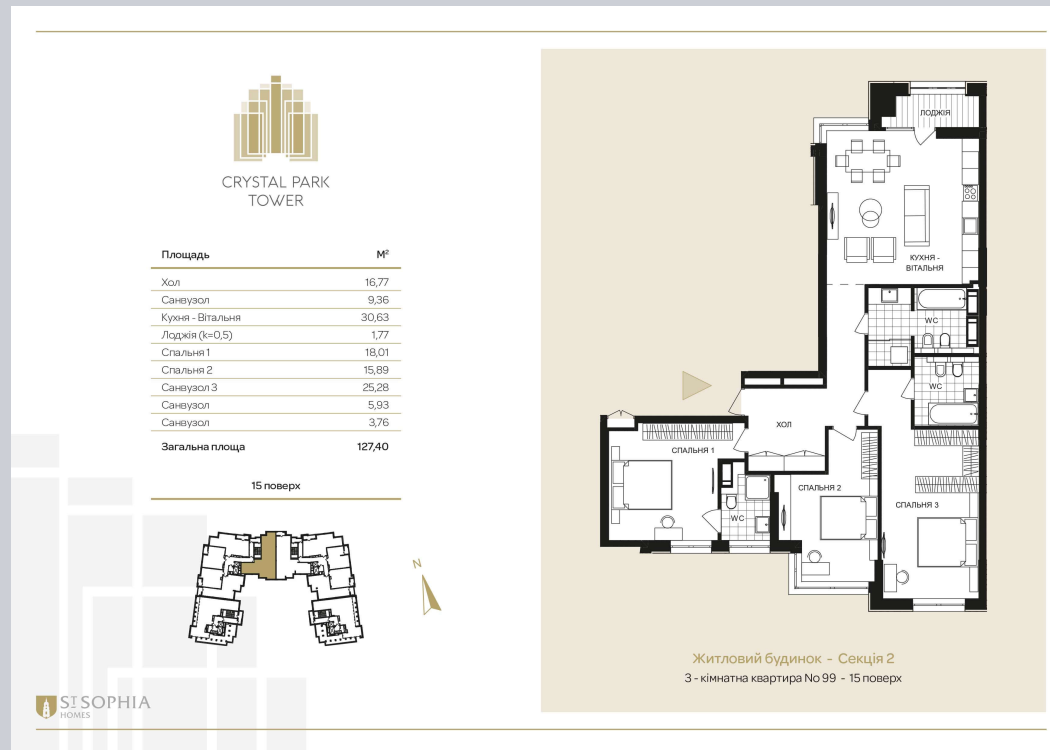 CRYSTAL PARK
TOWER
Площадь М²
Хол 16,77
Санвузол 9,36
Кухня - Вітальня 30,63
Лоджія (k=0,5) 1,77
Спальня 1 18,01
Спальня 2 15,89
Санвузол 3 25,28
Санвузол 5,93
Санвузол 3,76
Загальна площа 127,40
15 поверх
N
ST SOPHIA
HOMES
ЛОДЖІЯ
КУХНЯ -
ВІТАЛЬНЯ
WC
WC
ХОЛ
СПАЛЬНЯ 1
СПАЛЬНЯ 2
WC
СПАЛЬНЯ 3
Житловий будинок - Секція 2
3 - кімнатна квартира No 99 - 15 поверх